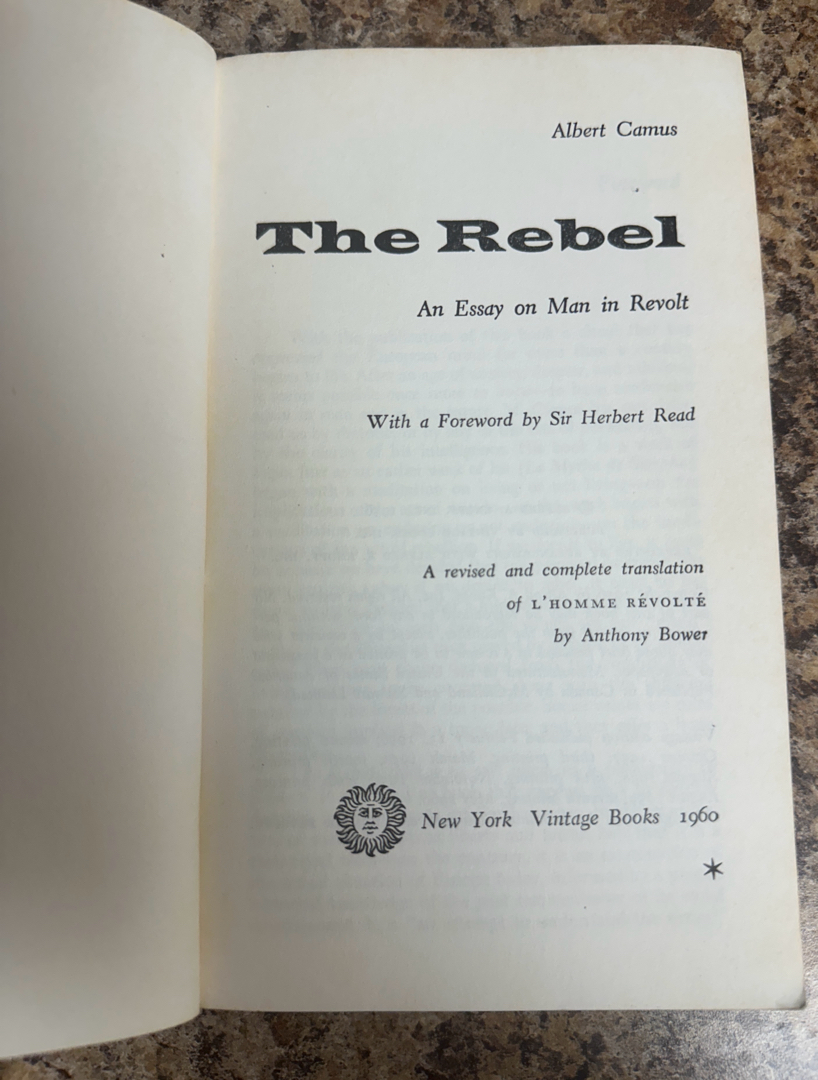 Albert Camus
The Rebel
An Essay on Man in Revolt
With a Foreword by Sir Herbert Read
A revised and complete translation
of L'HOMME RÉVOLTÉ
by Anthony Bower
New York Vintage Books 1960